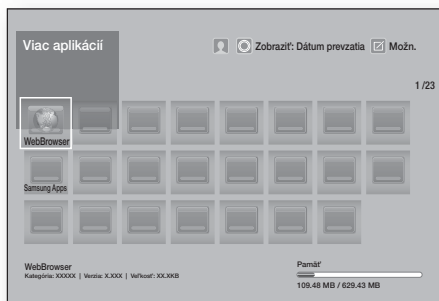 Viac aplikácií
Zobraziť: Dátum prevzatia Možn.
1 /23
WebBrowser
Samsung Apps
WebBrowser
Kategória: XXXXX | Verzia: X.XXX | Veľkosť: XX.XKB
Pamäť
109.48 MB / 629.43 MB